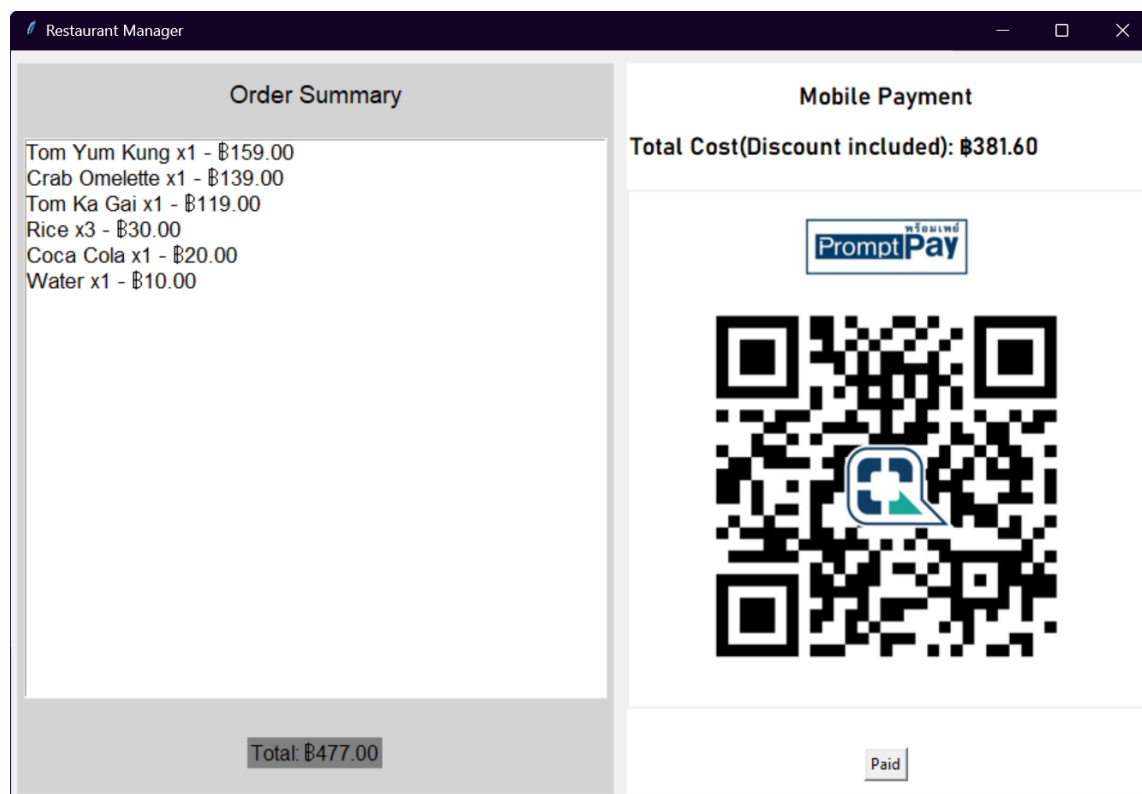 Restaurant Manager
Order Summary
Tom Yum Kung x1 - ฿159.00
Crab Omelette x1 - ฿139.00
Tom Ka Gai x1 - ฿119.00
Rice x3 - ฿30.00
Coca Cola x1 - ฿20.00
Water x1 - ฿10.00
Total: ฿477.00
Mobile Payment
Total Cost(Discount included): ฿381.60
พร้อมเพย์
PromptPay
Paid